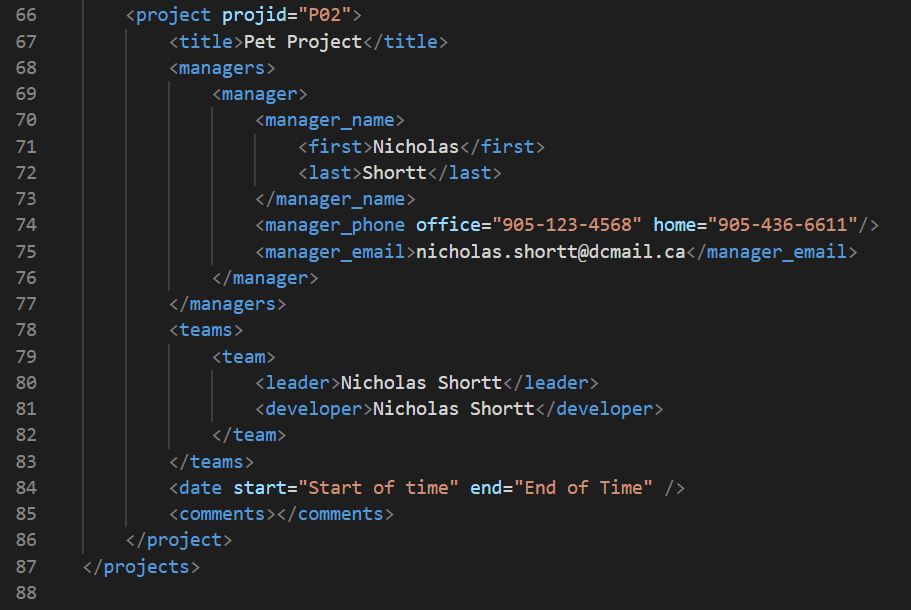 66 <project projid="P02">
67 <title>Pet Project</title>
68 <managers>
69 <manager>
70 <manager_name>
71 <first>Nicholas</first>
72 <last>Shortt</last>
73 </manager_name>
74 <manager_phone office="905-123-4568" home="905-436-6611"/>
75 <manager_email>nicholas.shortt@dcmail.ca</manager_email>
76 </manager>
77 </managers>
78 <teams>
79 <team>
80 <leader>Nicholas Shortt</leader>
81 <developer>Nicholas Shortt</developer>
82 </team>
83 </teams>
84 <date start="Start of time" end="End of Time" />
85 <comments></comments>
86 </project>
87 </projects>
88